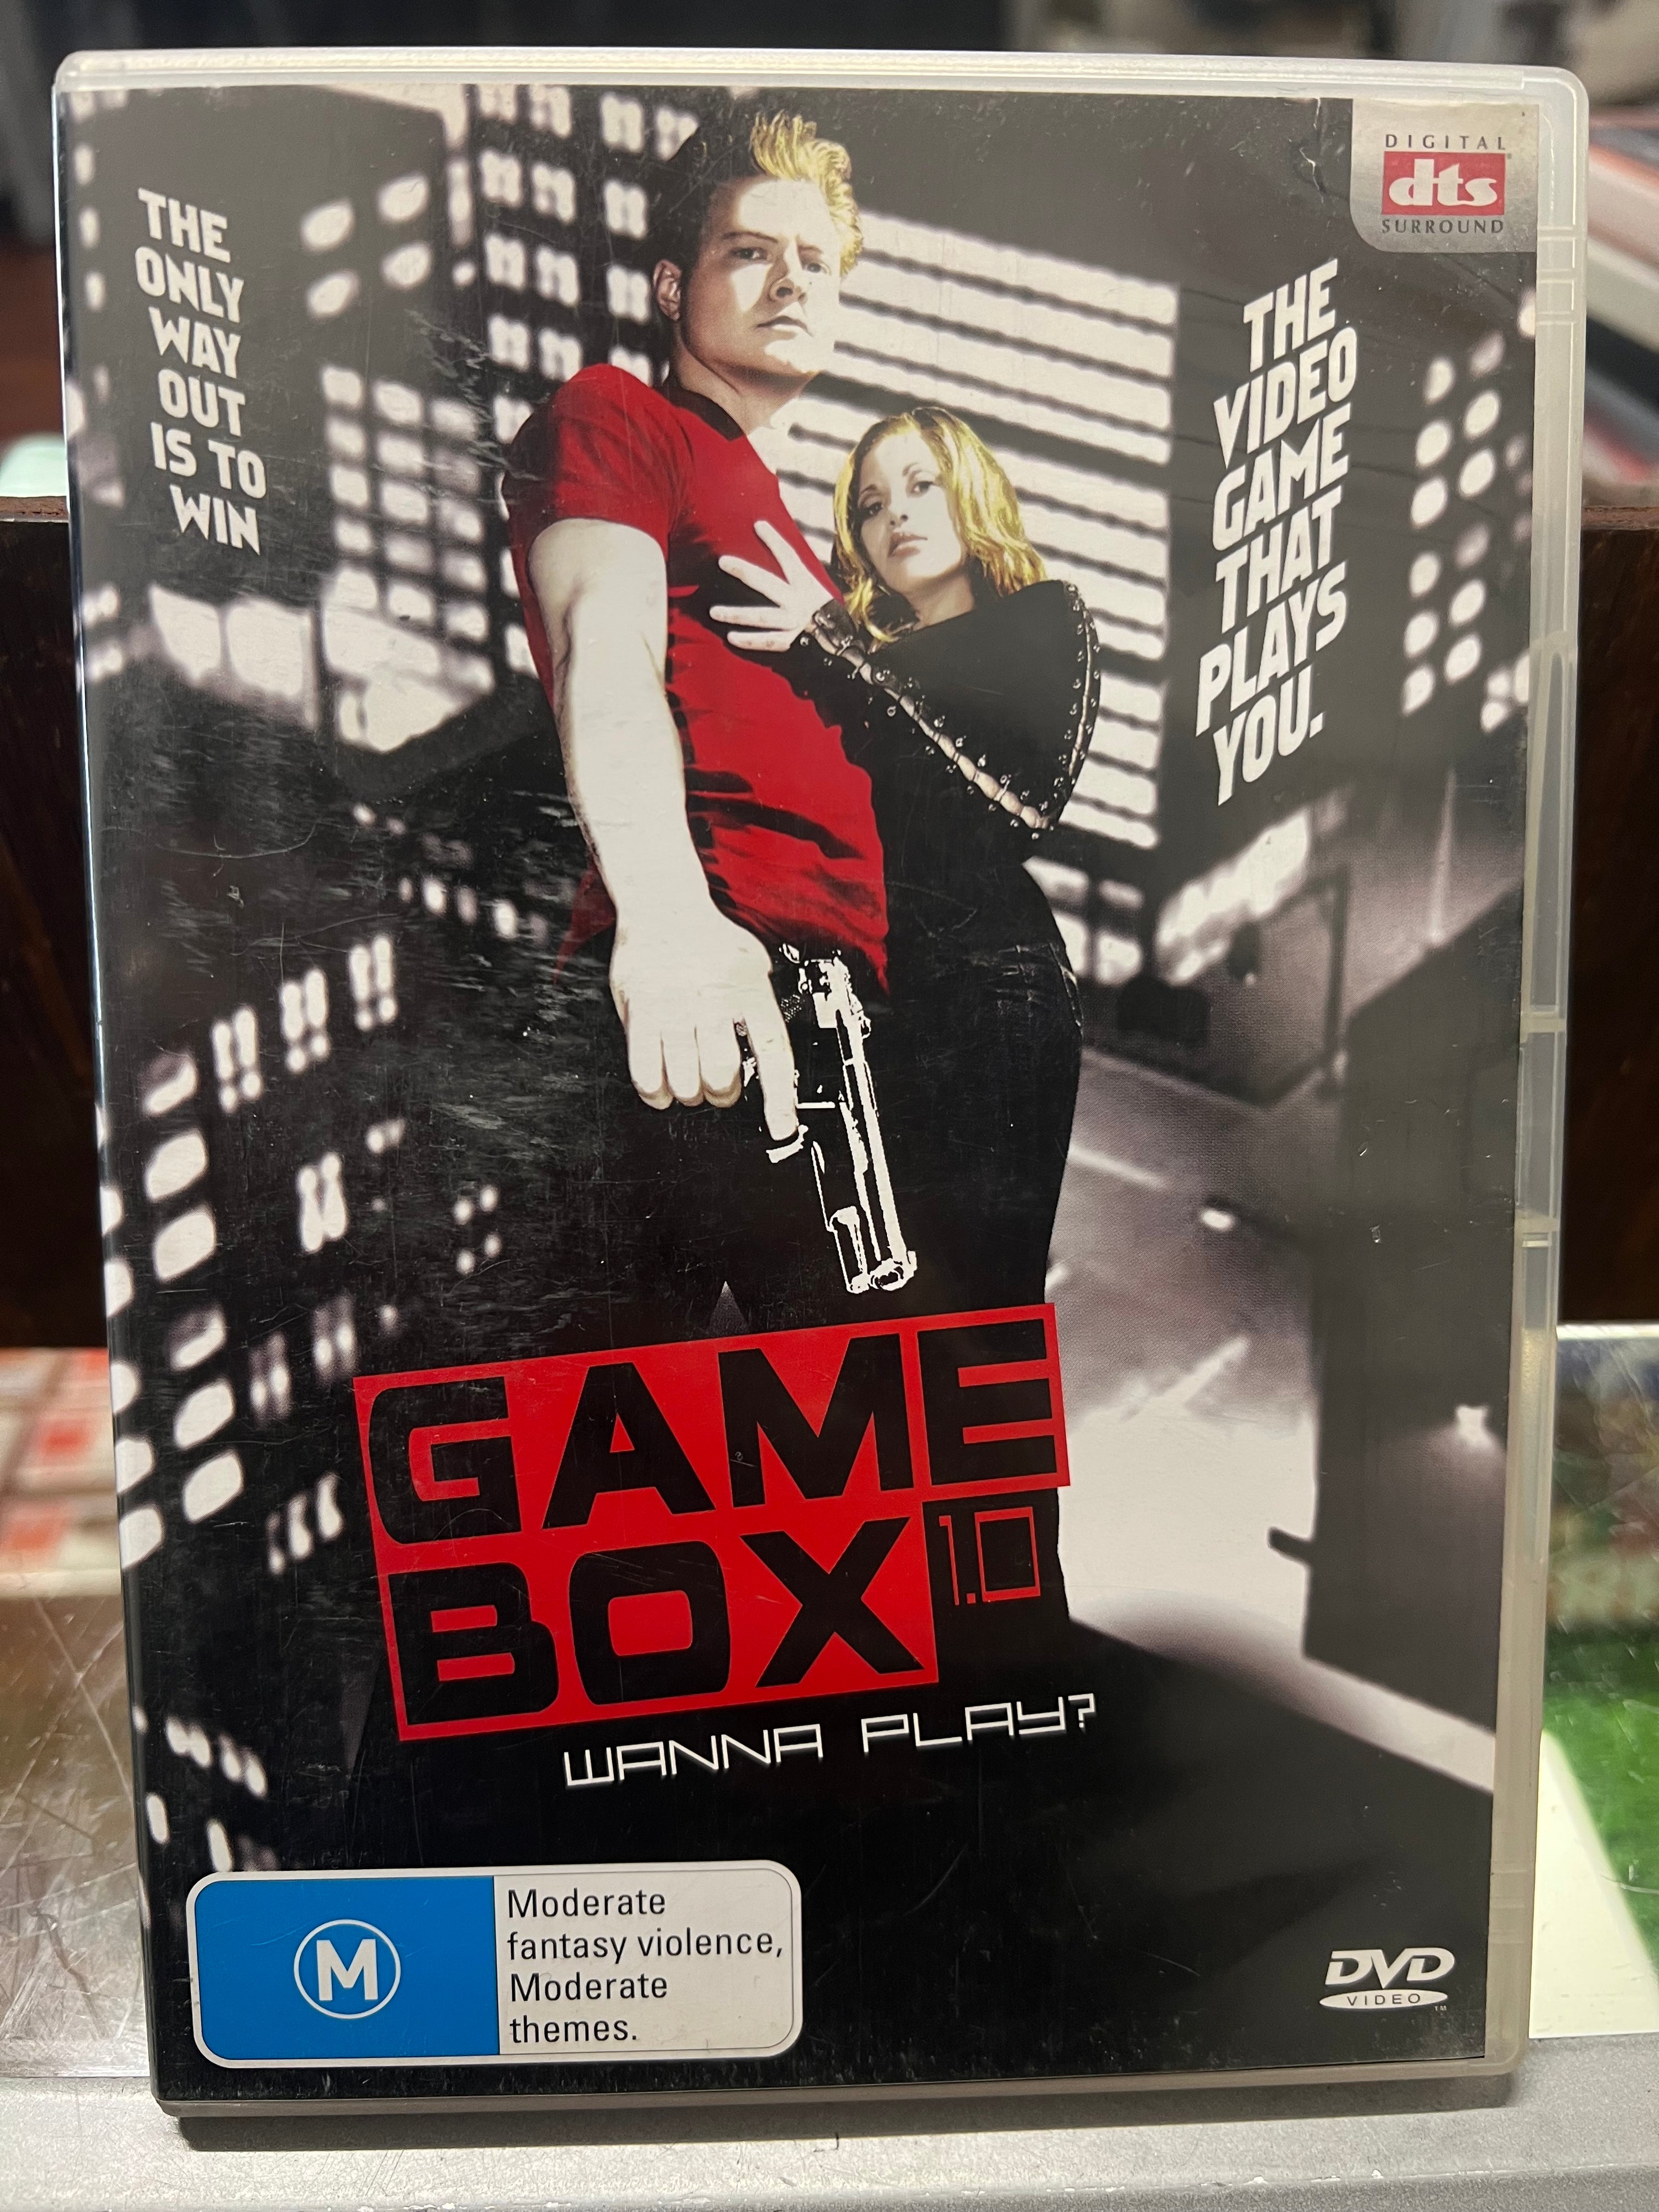 DIGITAL
dts
SURROUND
THE
ONLY
WAY
OUT
IS TO
WIN
THE
VIDEO
GAME
THAT
PLAYS
YOU.
GAME
BOX 1.0
WANNA PLAY?
M
Moderate
fantasy violence,
Moderate
themes.
DVD
VIDEO
TM